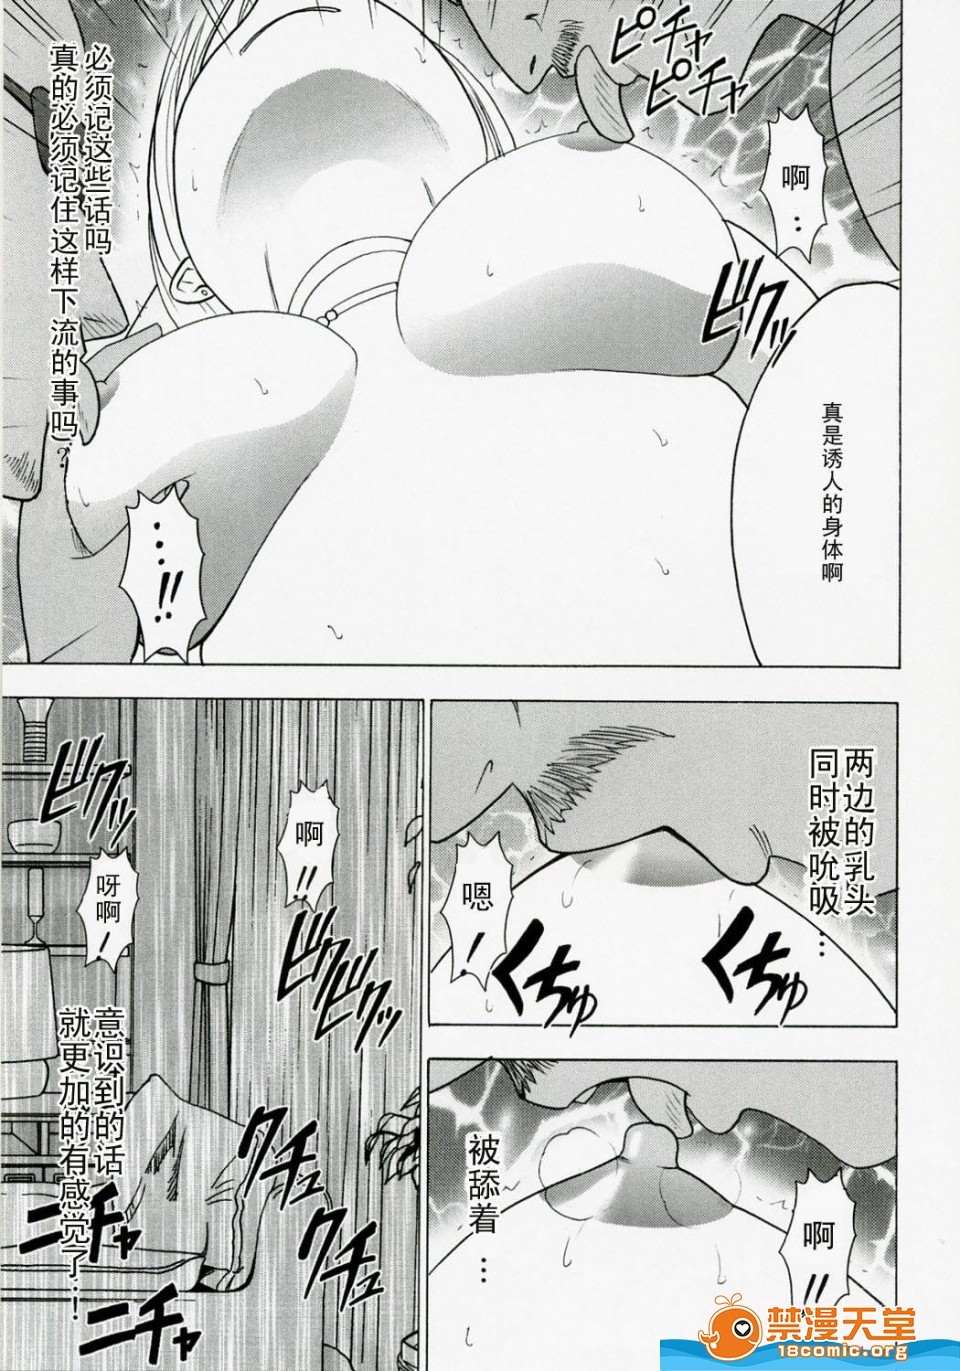 ピチャ
ピチャ
啊
…
ビクッ
真是诱人的身体啊
必须记这些话吗
真的必须记住这样下流的事吗?
…!!
两边的乳头
同时被吮吸
…
嗯
!
くちゅ
くちゅ
被舔着
…
啊
!!
ビクッ
啊
!!
呀啊
!
ビクビクッ
意识到的话
就更加的有感觉了…!
クチュ
クチュ
ニチャ
ニチャ
禁漫天堂
18comic.org